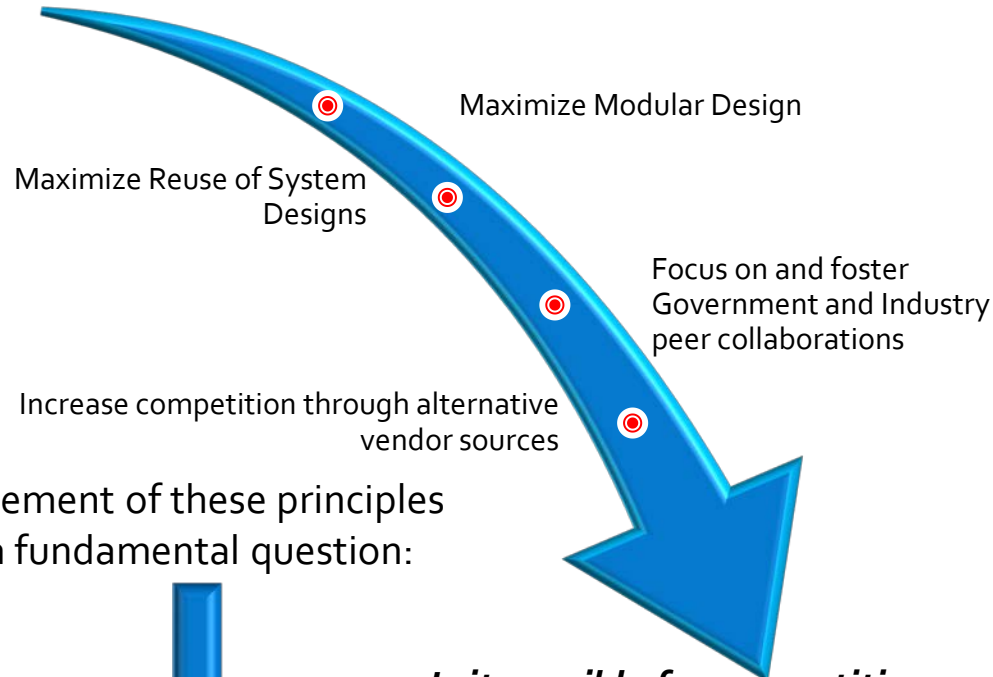 Maximize Modular Design
Maximize Reuse of System
Designs
Focus on and foster
Government and Industry
peer collaborations
Increase competition through alternative
vendor sources
ement of these principles
fundamental question: